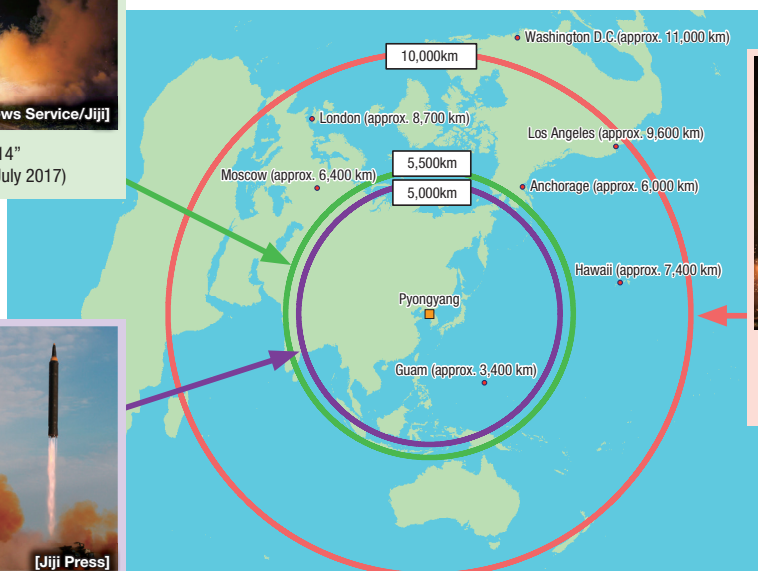 Washington D.C.(approx. 11,000 km)
10,000km
ws Service/Jiji]
London (approx. 8,700 km)
Los Angeles (approx. 9,600 km)
14”
July 2017)
5,500km
Moscow (approx. 6,400 km)
5,000km
Anchorage (approx. 6,000 km)
Hawaii (approx. 7,400 km)
Pyongyang
Guam (approx. 3,400 km)
[Jiji Press]